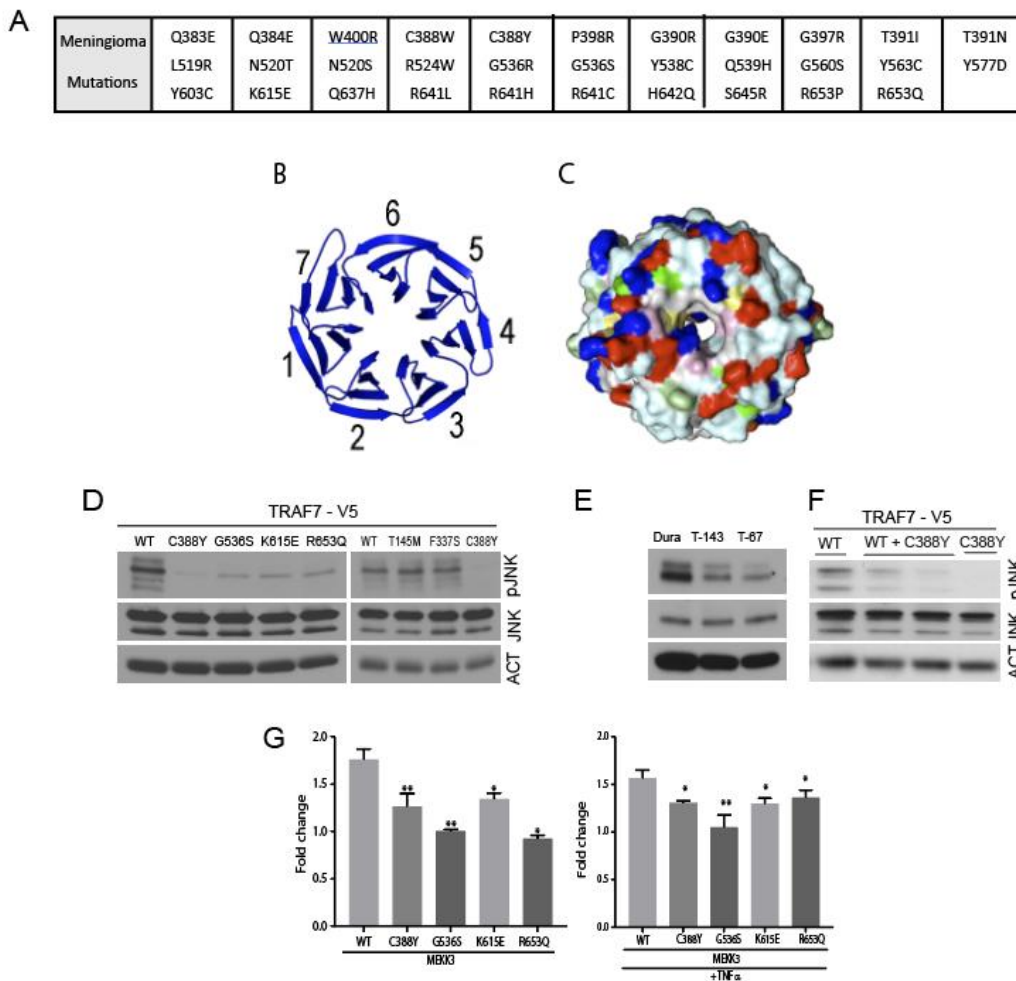 A
Meningioma Mutations
Q383E Q384E W400R C388W C388Y P398R G390R G390E G397R T391I T391N
L519R N520T N520S R524W G536R G536S Y538C Q539H G560S Y563C Y577D
Y603C K615E Q637H R641L R641H R641C H642Q S645R R653P R653Q
B
C
1
2
3
4
5
6
7
D
TRAF7 - V5
WT C388Y G536S K615E R653Q WT T145M F337S C388Y
pJNK
JNK
ACT
E
Dura T-143 T-67
F
TRAF7 - V5
WT WT + C388Y C388Y
pJNK
JNK
ACT
G
Fold change
2.0
1.5
1.0
0.5
0.0
** ** * *
WT C388Y G536S K615E R653Q
MEKK3
Fold change
2.0
1.5
1.0
0.5
0.0
* ** * *
WT C388Y G536S K615E R653Q
MEKK3
+TNFα